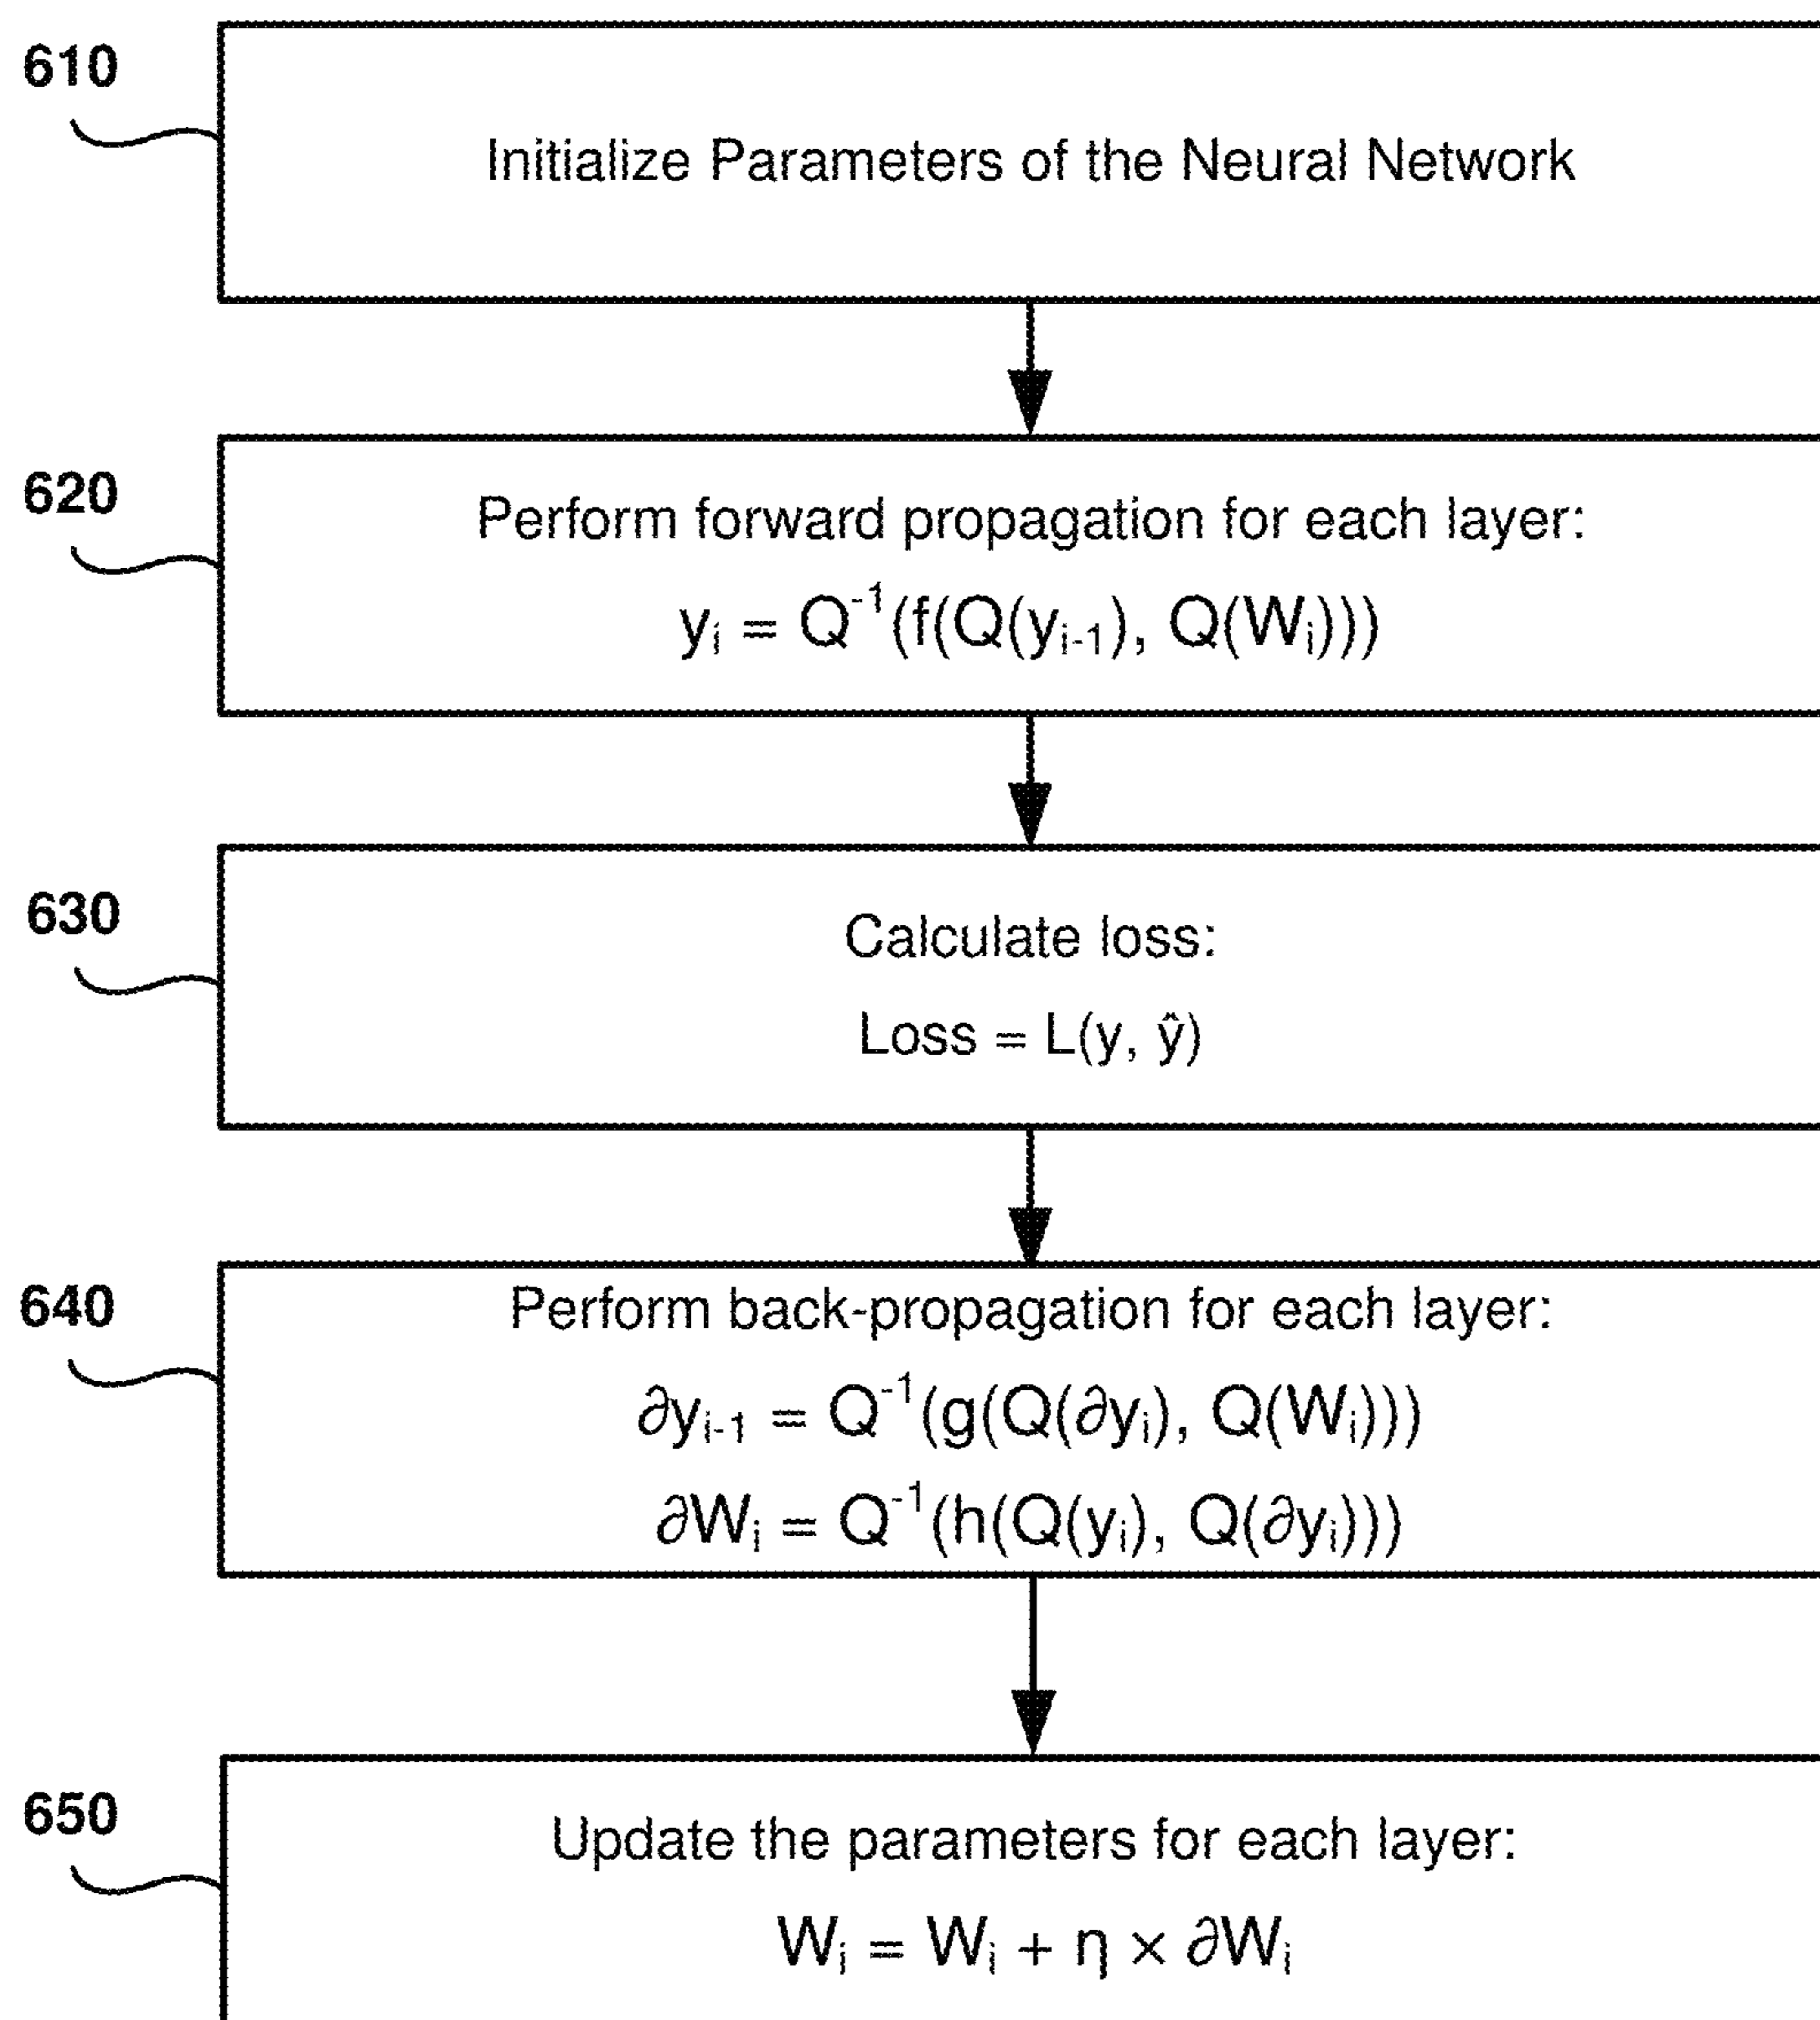 610
Initialize Parameters of the Neural Network
620
Perform forward propagation for each layer:
yᵢ = Q⁻¹(f(Q(yᵢ₋₁), Q(Wᵢ)))
630
Calculate loss:
Loss = L(y, ŷ)
640
Perform back-propagation for each layer:
∂yᵢ₋₁ = Q⁻¹(g(Q(∂yᵢ), Q(Wᵢ)))
∂Wᵢ = Q⁻¹(h(Q(yᵢ), Q(∂yᵢ)))
650
Update the parameters for each layer:
Wᵢ = Wᵢ + η × ∂Wᵢ